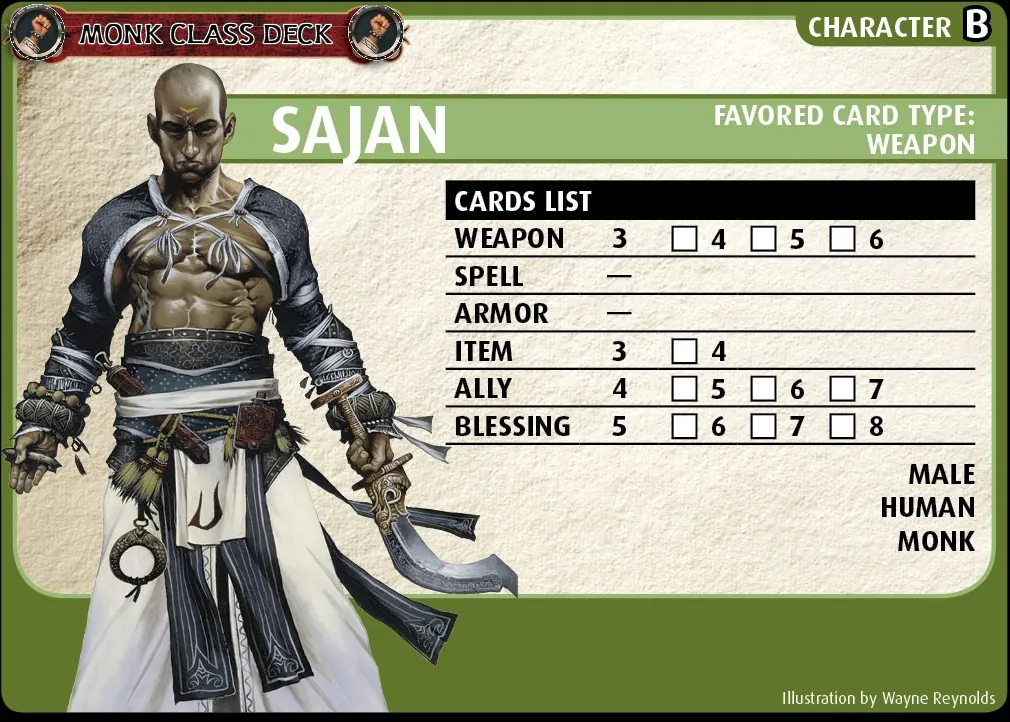 MONK CLASS DECK
CHARACTER B
SAJAN
FAVORED CARD TYPE:
WEAPON
CARDS LIST
WEAPON 3 □ 4 □ 5 □ 6
SPELL —
ARMOR —
ITEM 3 □ 4
ALLY 4 □ 5 □ 6 □ 7
BLESSING 5 □ 6 □ 7 □ 8
MALE
HUMAN
MONK
Illustration by Wayne Reynolds